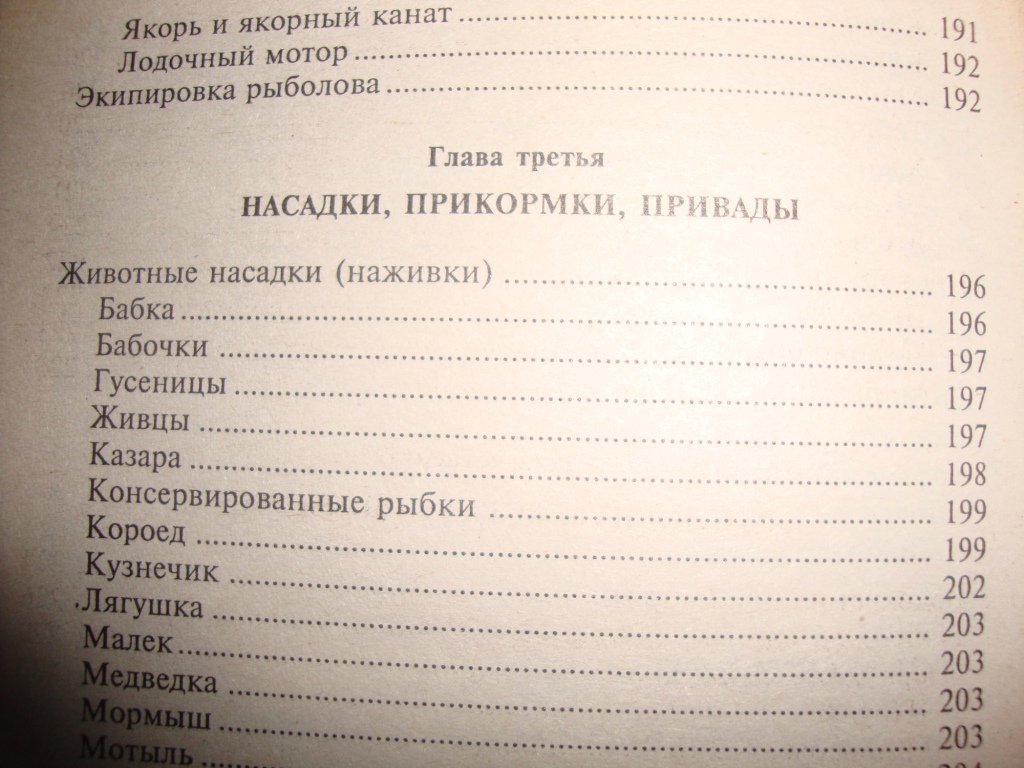 Якорь и якорный канат ........ 191
Лодочный мотор ........ 192
Экипировка рыболова ........ 192
Глава третья
НАСАДКИ, ПРИКОРМКИ, ПРИВАДЫ
Животные насадки (наживки) ........ 196
Бабка ........ 196
Бабочки ........ 197
Гусеницы ........ 197
Живцы ........ 197
Казара ........ 198
Консервированные рыбки ........ 199
Короед ........ 199
Кузнечик ........ 202
Лягушка ........ 203
Малек ........ 203
Медведка ........ 203
Мормыш ........ 203
Мотыль ........